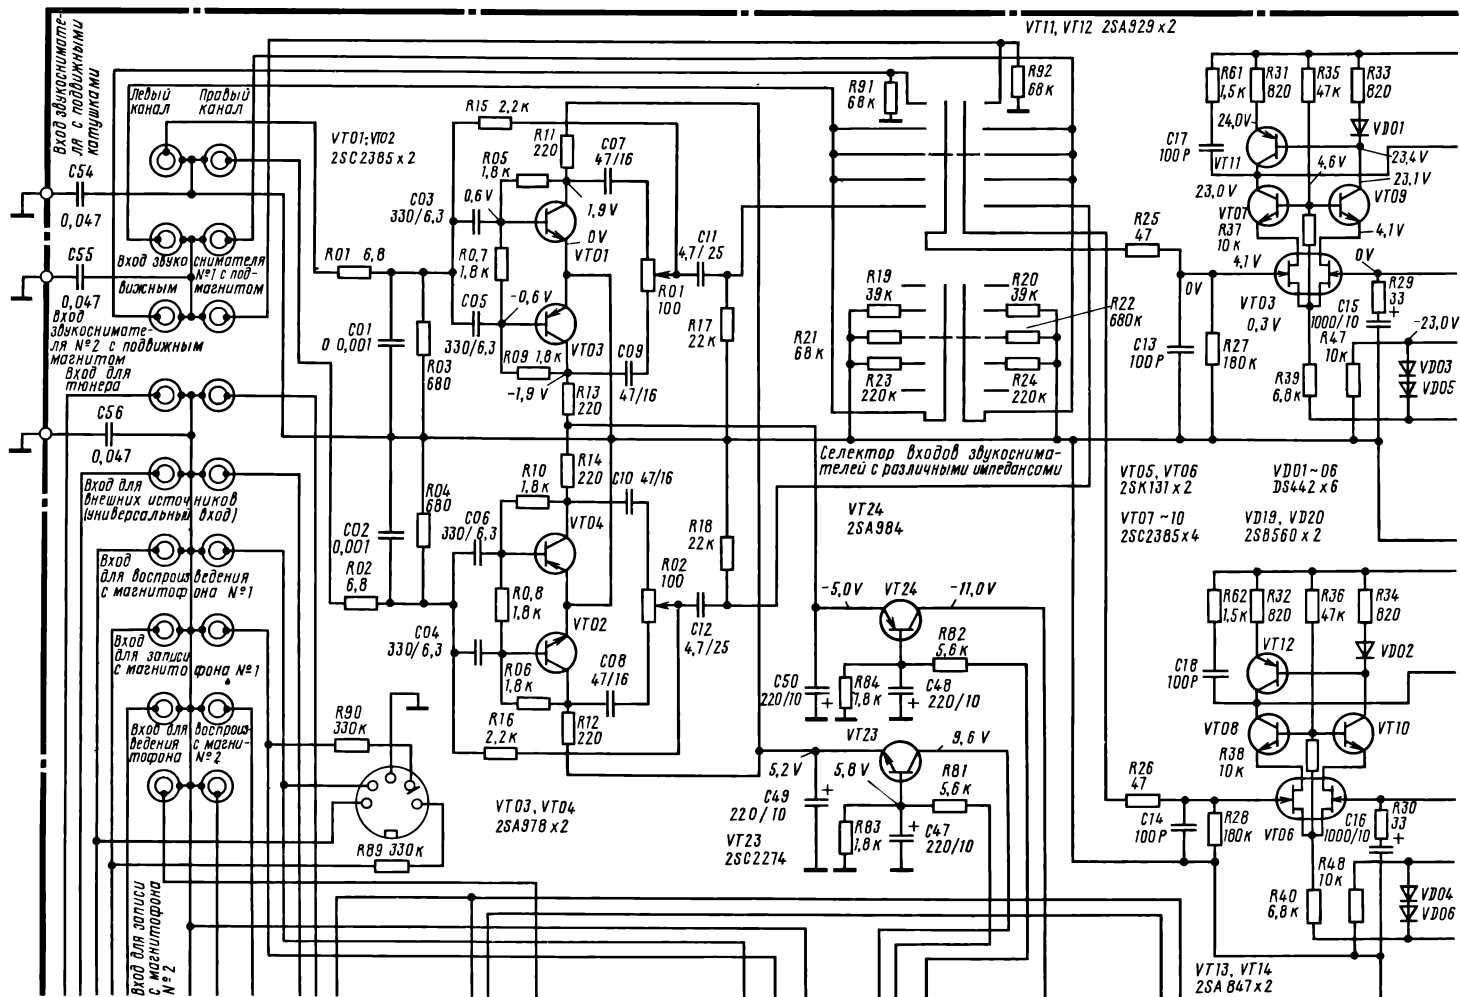 VT11, VT12 2SA929 x 2
Вход звукоснимате-
ля с подвижными
катушками
Левый
канал
Правый
канал
VT01; VT02
2SC2385 x 2
C54
0,047
C55
0,047
Вход звукоснимателя
№1 с под-
вижным магнитом
Вход
звукоснимате-
ля №2 с подвижным
магнитом
Вход для
тюнера
C56
0,047
Вход для
внешних источников
(универсальный вход)
Вход
для воспроизведения
с магнитофона №1
Вход
для записи
с магнитофона №1
Вход для воспроиз-
ведения с магни-
тофона №2
Вход для записи
с магнитофона
№2
R01 6,8
C01
0,001
R03
680
R04
680
C02
0,001
R02
6,8
R90
330к
R89 330к
R15 2,2к
R11
220
C07
47/16
R05
1,8к
C03
330/6,3
0,6V
1,9V
0V
VT01
R0,7
1,8к
C05
330/6,3
-0,6V
VT03
R09 1,8к
C09
47/16
-1,9V
R13
220
R01
100
C11
4,7/25
R17
22к
R14
220
R10
1,8к
C10 47/16
C06
330/6,3
VT04
R0,8
1,8к
R02
100
R18
22к
C12
4,7/25
VT02
C04
330/6,3
R06
1,8к
C08
47/16
R16
2,2к
R12
220
VT03, VT04
2SA978 x 2
R91
68к
R92
68к
R19
39к
R20
39к
R21
68к
R22
680к
R23
220к
R24
220к
Селектор входов звукоснима-
телей с различными импедансами
VT24
2SA984
-5,0V
VT24
-11,0V
R82
5,6к
C50
220/10
R84
1,8к
C48
220/10
VT23
9,6V
5,2V
5,8V
R81
5,6к
C49
220/10
R83
1,8к
C47
220/10
VT23
2SC2274
R61
1,5к
R31
820
R35
47к
R33
820
C17
100P
24,0V
VT11
VD01
4,6V
23,4V
23,1V
23,0V
VT07
VT09
R37
10к
4,1V
4,1V
R25
47
0V
0V
VT03
0,3V
R29
33
C15
1000/10
C13
100P
R27
180к
R47
10к
-23,0V
R39
6,8к
VD03
VD05
VT05, VT06
2SK131 x 2
VD01~06
DS442 x 6
VT07~10
2SC2385 x 4
VD19, VD20
2SB560 x 2
R62
1,5к
R32
820
R36
47к
R34
820
VT12
VD02
C18
100P
VT08
VT10
R38
10к
R26
47
C14
100P
R28
180к
VT06
C16
1000/10
R30
33
R48
10к
R40
6,8к
VD04
VD06
VT13, VT14
2SA847 x 2